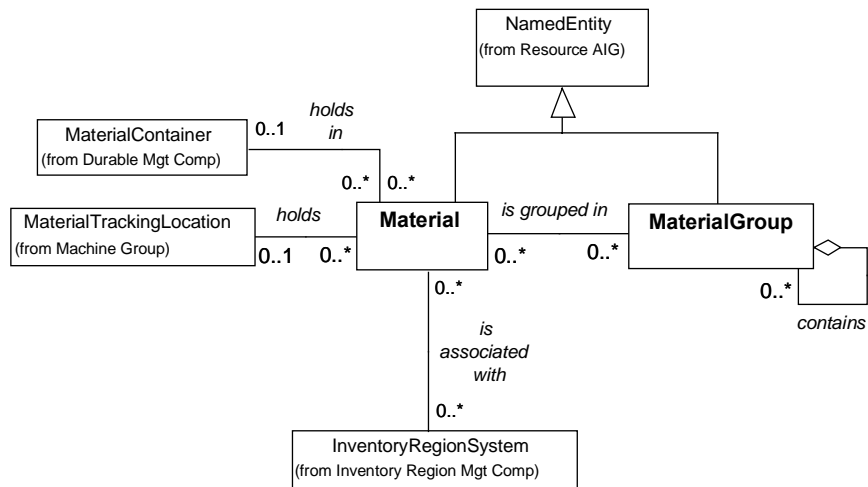 NamedEntity
(from Resource AIG)
holds
in
0..1
MaterialContainer
(from Durable Mgt Comp)
0..* 0..*
MaterialTrackingLocation
(from Machine Group)
holds
0..1
0..*
Material
is grouped in
0..*
0..*
MaterialGroup
0..*
contains
0..*
is
associated
with
0..*
InventoryRegionSystem
(from Inventory Region Mgt Comp)